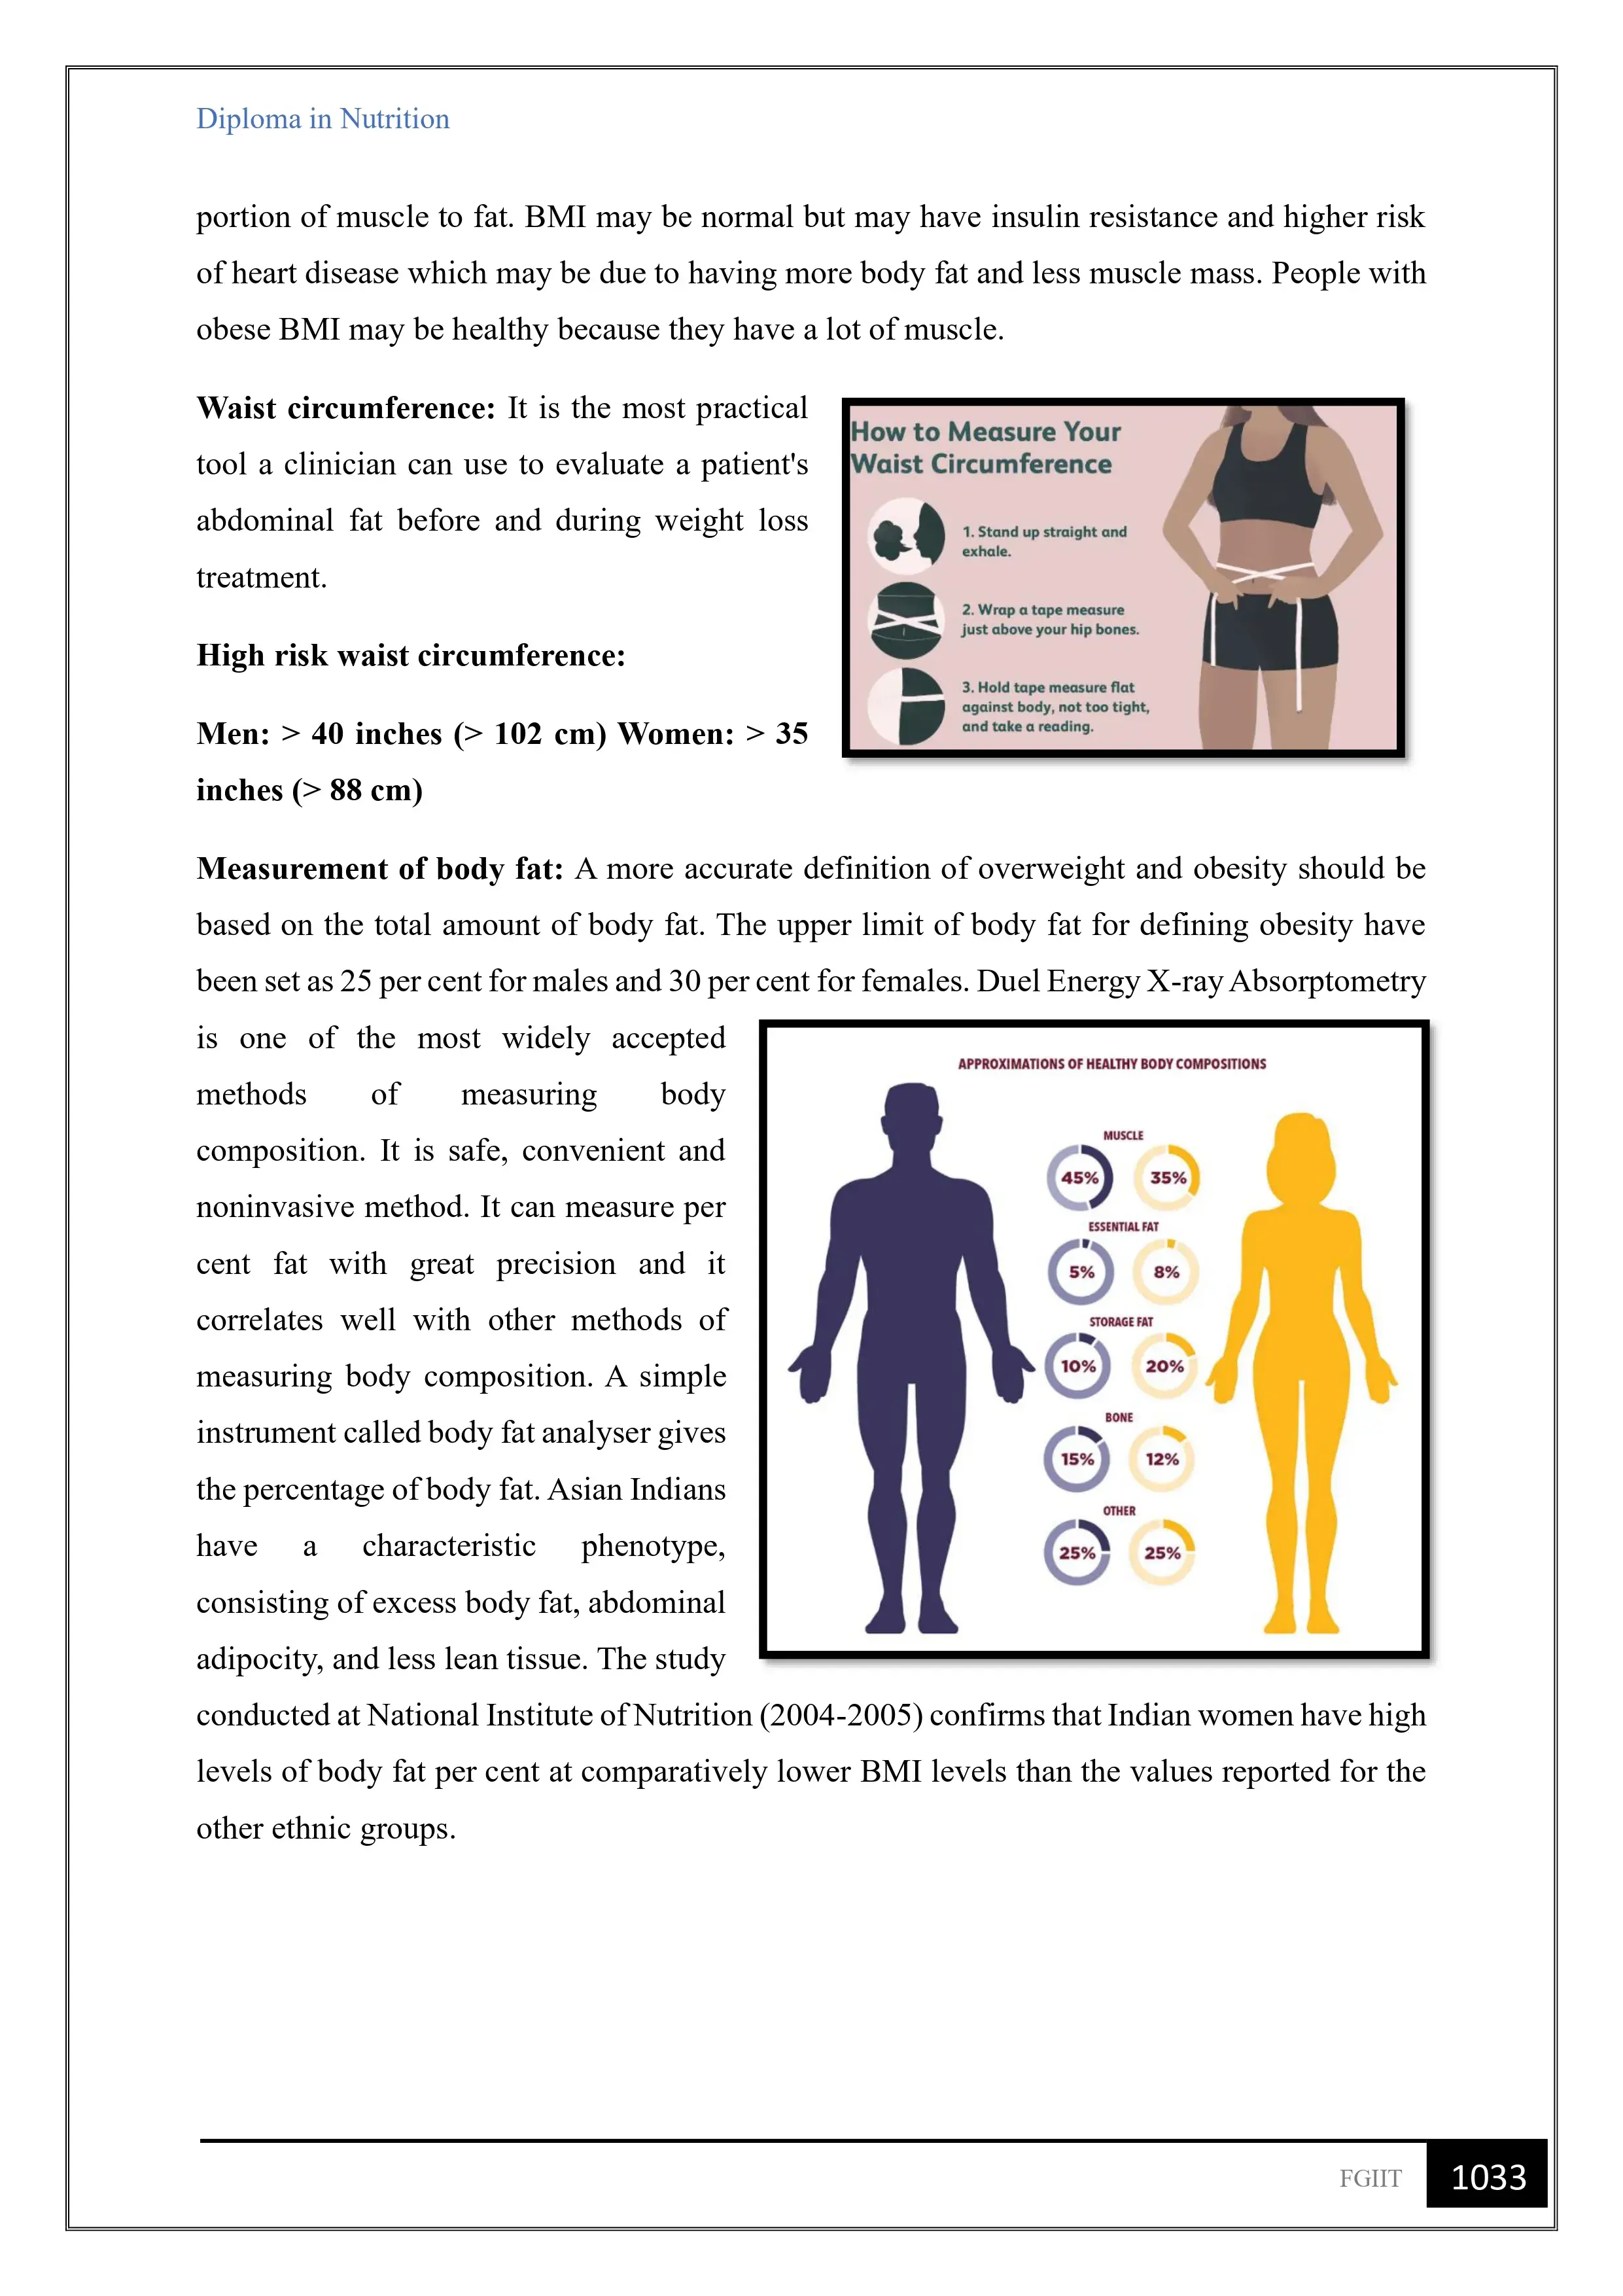 Diploma in Nutrition
portion of muscle to fat. BMI may be normal but may have insulin resistance and higher risk
of heart disease which may be due to having more body fat and less muscle mass. People with
obese BMI may be healthy because they have a lot of muscle.
Waist circumference: It is the most practical
tool a clinician can use to evaluate a patient's
abdominal fat before and during weight loss
treatment.
High risk waist circumference:
Men: > 40 inches (> 102 cm) Women: > 35
inches (> 88 cm)
How to Measure Your
Waist Circumference
1. Stand up straight and
exhale.
2. Wrap a tape measure
just above your hip bones.
3. Hold tape measure flat
against body, not too tight,
and take a reading.
Measurement of body fat: A more accurate definition of overweight and obesity should be
based on the total amount of body fat. The upper limit of body fat for defining obesity have
been set as 25 per cent for males and 30 per cent for females. Duel Energy X-ray Absorptometry
is one of the most widely accepted
methods of measuring body
composition. It is safe, convenient and
noninvasive method. It can measure per
cent fat with great precision and it
correlates well with other methods of
measuring body composition. A simple
instrument called body fat analyser gives
the percentage of body fat. Asian Indians
have a characteristic phenotype,
consisting of excess body fat, abdominal
adipocity, and less lean tissue. The study
conducted at National Institute of Nutrition (2004-2005) confirms that Indian women have high
levels of body fat per cent at comparatively lower BMI levels than the values reported for the
other ethnic groups.
APPROXIMATIONS OF HEALTHY BODY COMPOSITIONS
MUSCLE
45% 35%
ESSENTIAL FAT
5% 8%
STORAGE FAT
10% 20%
BONE
15% 12%
OTHER
25% 25%
FGIIT 1033